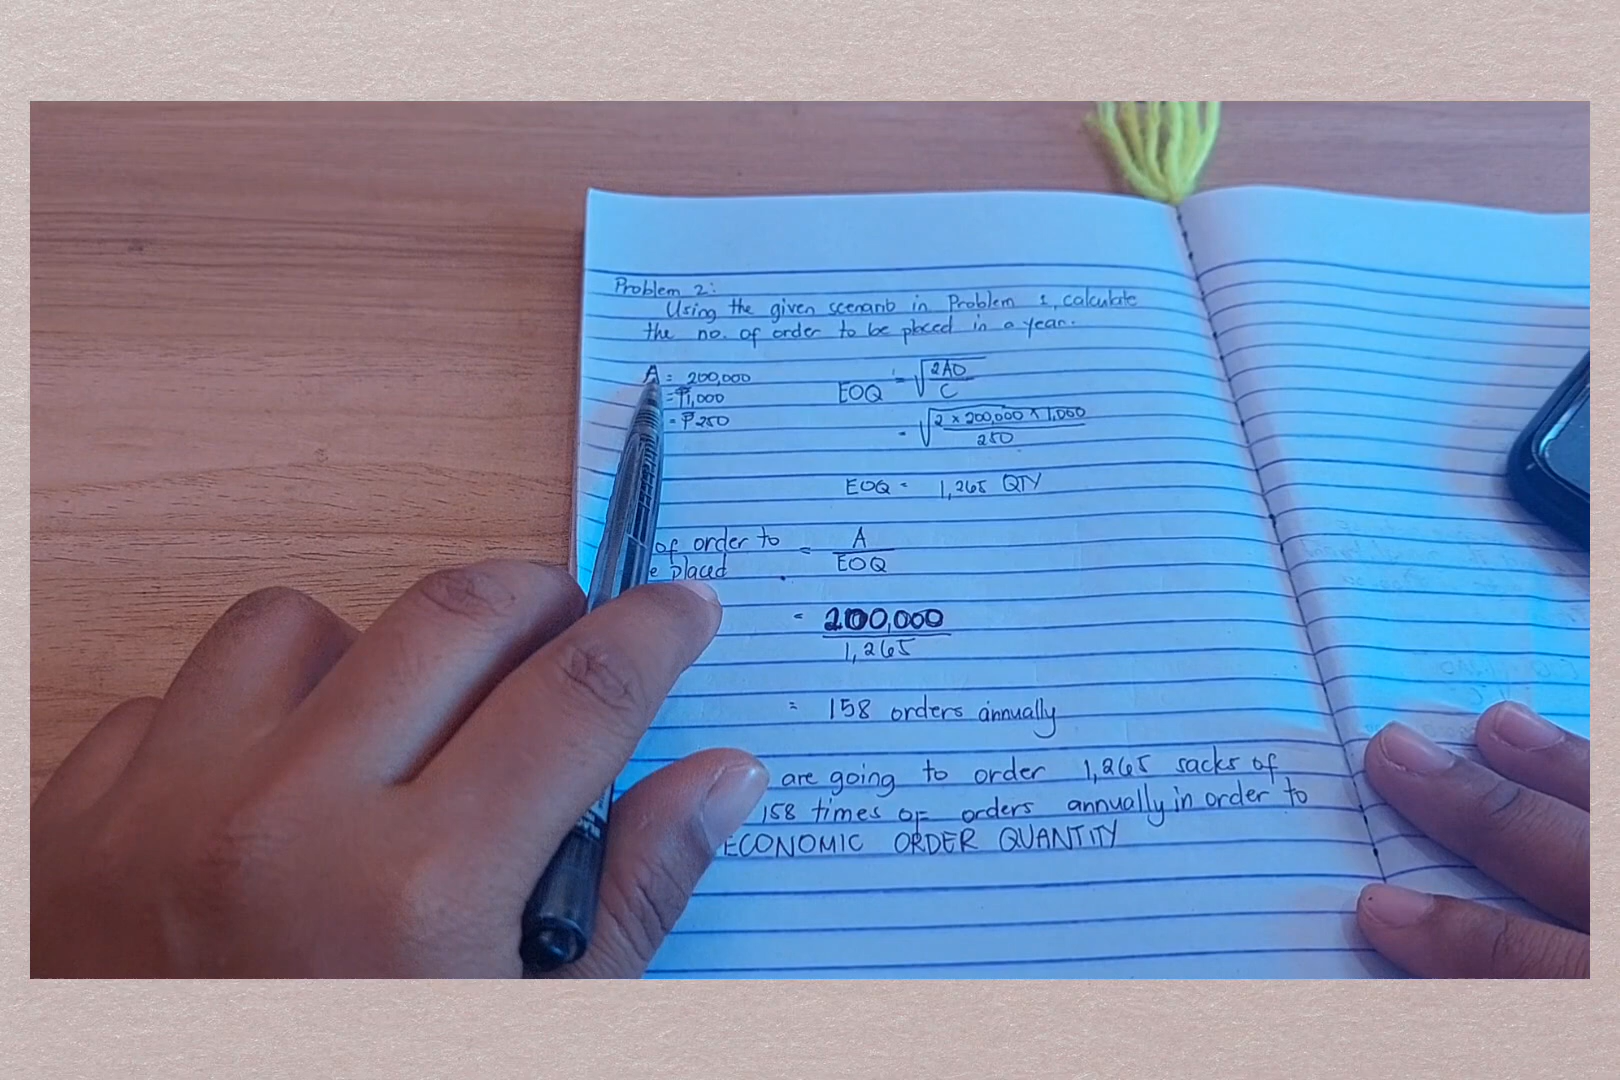 Problem 2:
Using the given scenario in Problem 1, calculate
the no. of order to be placed in a year.
A = 200,000
= ₱1,000
= ₱250
EOQ = √2AO
C
= √2 x 200,000 x 1,000
250
EOQ = 1,265 QTY
of order to
e placed
= A
EOQ
= 200,000
1,265
= 158 orders annually
are going to order 1,265 sacks of
158 times of orders annually in order to
ECONOMIC ORDER QUANTITY